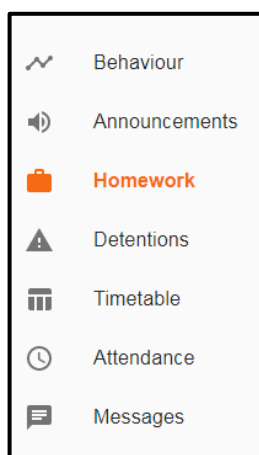 Behaviour
Announcements
Homework
Detentions
Timetable
Attendance
Messages